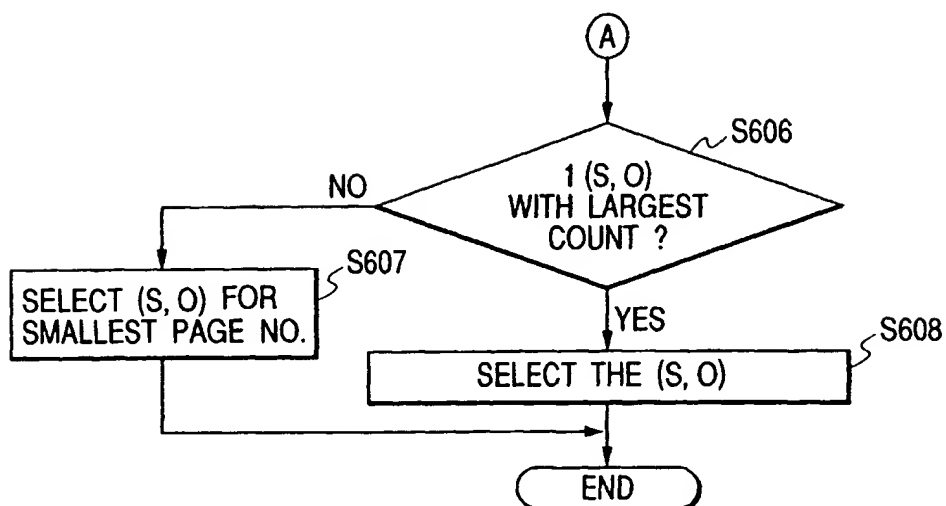 A
S606
1 (S, O)
WITH LARGEST
COUNT ?
NO
S607
SELECT (S, O) FOR
SMALLEST PAGE NO.
YES
S608
SELECT THE (S, O)
END